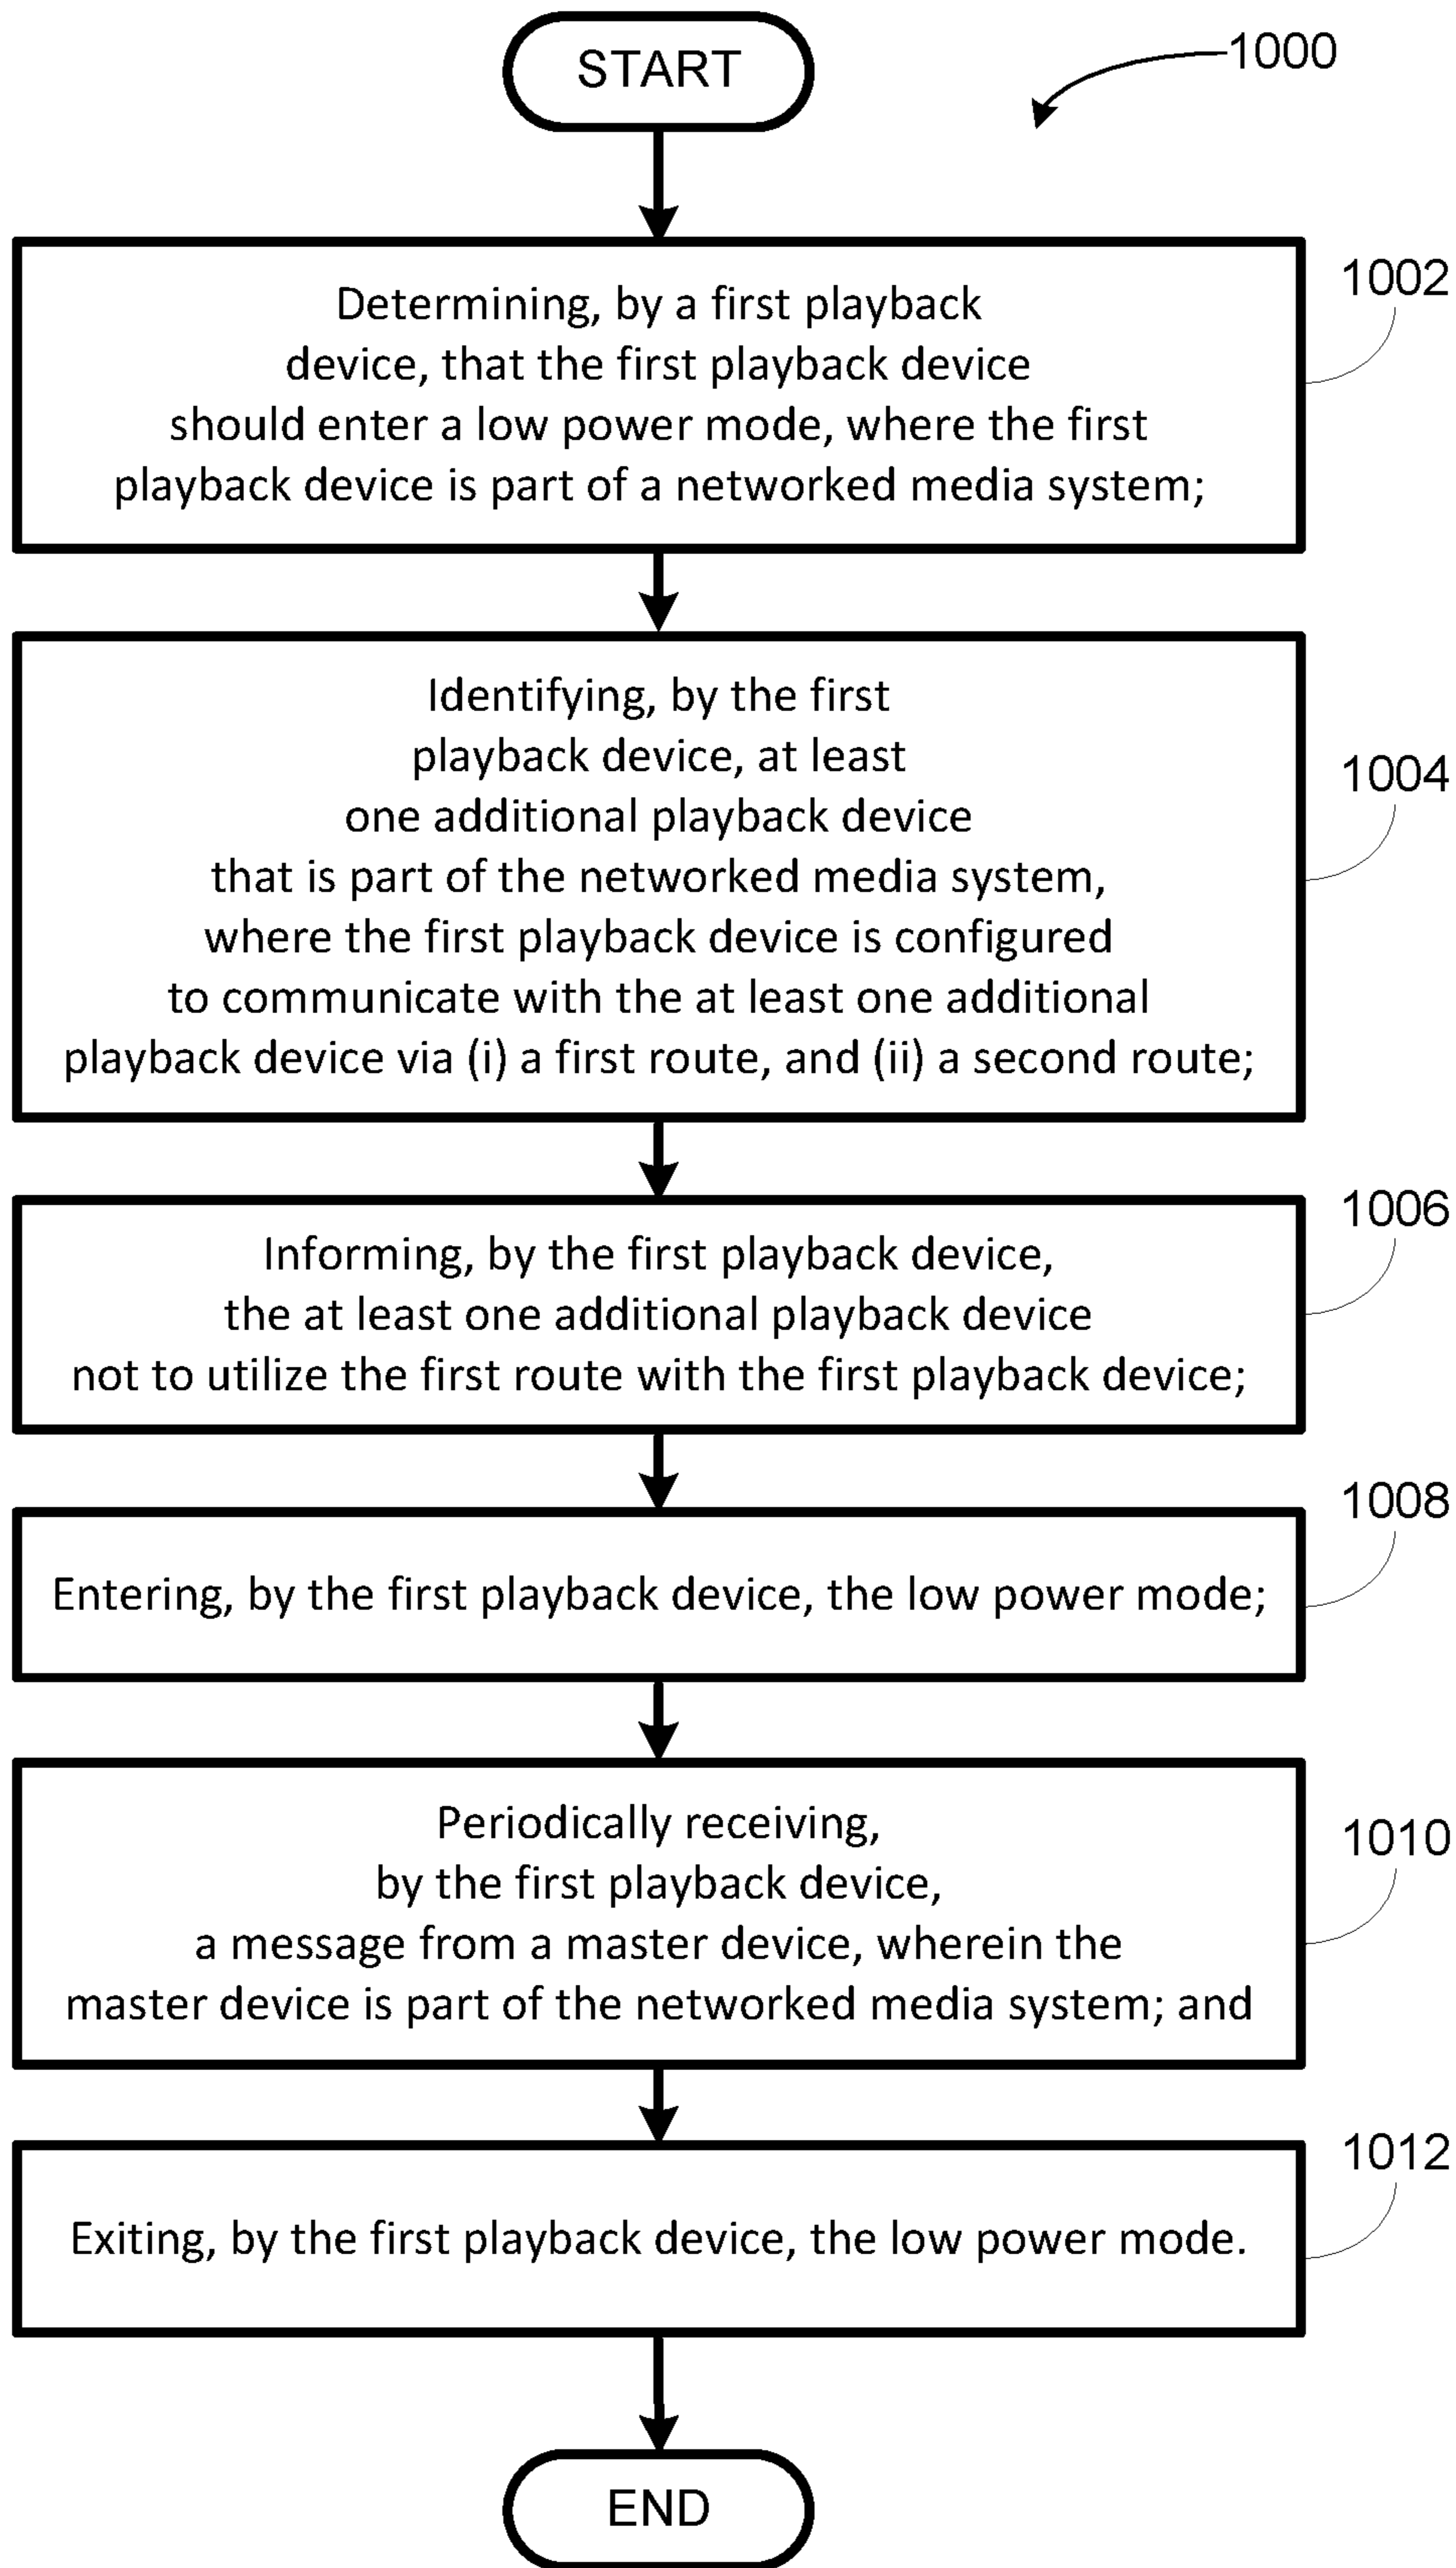 START
1000
Determining, by a first playback
device, that the first playback device
should enter a low power mode, where the first
playback device is part of a networked media system;
1002
Identifying, by the first
playback device, at least
one additional playback device
that is part of the networked media system,
where the first playback device is configured
to communicate with the at least one additional
playback device via (i) a first route, and (ii) a second route;
1004
Informing, by the first playback device,
the at least one additional playback device
not to utilize the first route with the first playback device;
1006
Entering, by the first playback device, the low power mode;
1008
Periodically receiving,
by the first playback device,
a message from a master device, wherein the
master device is part of the networked media system; and
1010
Exiting, by the first playback device, the low power mode.
1012
END